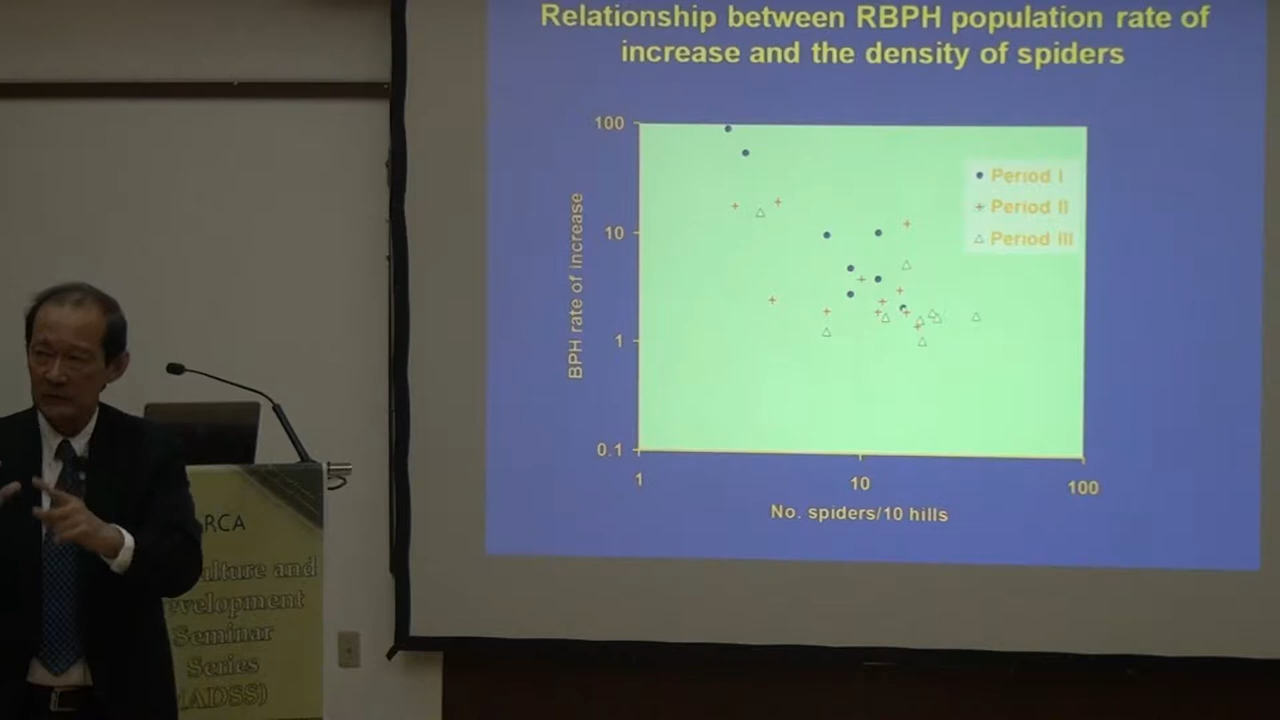 Relationship between RBPH population rate of
increase and the density of spiders
100
10
1
0.1
BPH rate of increase
Period I
Period II
Period III
1
10
100
No. spiders/10 hills
RCA
ulture and
evelopment
Seminar
Series
(ADSS)